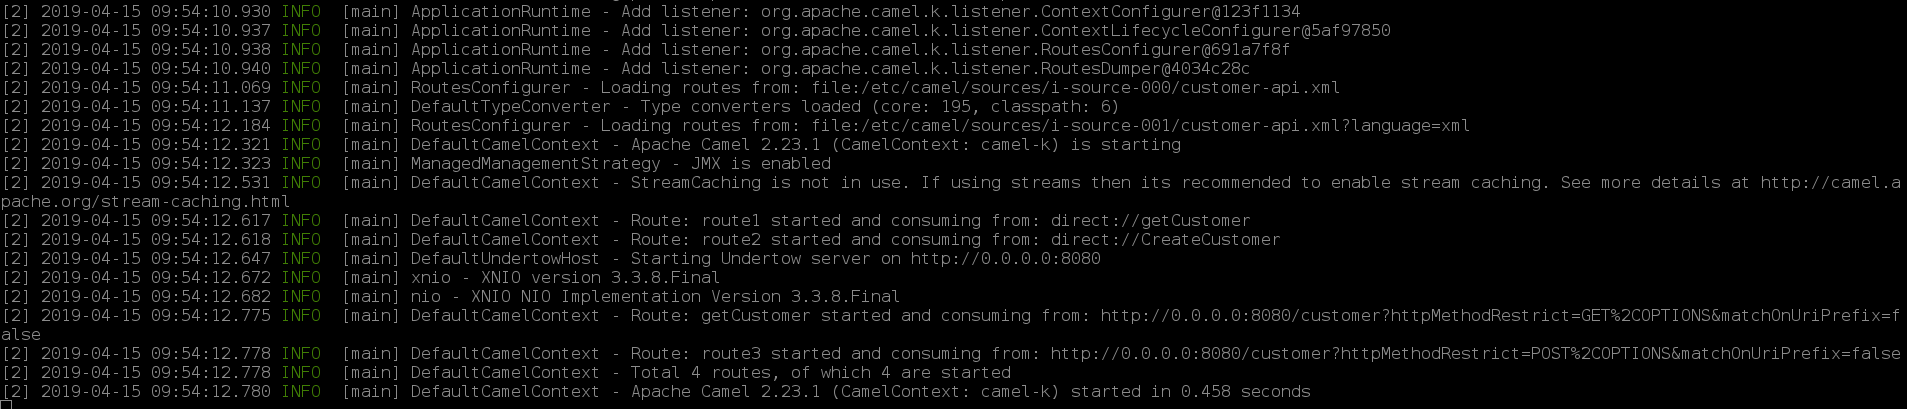 [2] 2019-04-15 09:54:10.930 INFO  [main] ApplicationRuntime - Add listener: org.apache.camel.k.listener.ContextConfigurer@123f1134
[2] 2019-04-15 09:54:10.937 INFO  [main] ApplicationRuntime - Add listener: org.apache.camel.k.listener.ContextLifecycleConfigurer@5af97850
[2] 2019-04-15 09:54:10.938 INFO  [main] ApplicationRuntime - Add listener: org.apache.camel.k.listener.RoutesConfigurer@691a7f8f
[2] 2019-04-15 09:54:10.940 INFO  [main] ApplicationRuntime - Add listener: org.apache.camel.k.listener.RoutesDumper@4034c28c
[2] 2019-04-15 09:54:11.069 INFO  [main] RoutesConfigurer - Loading routes from: file:/etc/camel/sources/i-source-000/customer-api.xml
[2] 2019-04-15 09:54:11.137 INFO  [main] DefaultTypeConverter - Type converters loaded (core: 195, classpath: 6)
[2] 2019-04-15 09:54:12.184 INFO  [main] RoutesConfigurer - Loading routes from: file:/etc/camel/sources/i-source-001/customer-api.xml?language=xml
[2] 2019-04-15 09:54:12.321 INFO  [main] DefaultCamelContext - Apache Camel 2.23.1 (CamelContext: camel-k) is starting
[2] 2019-04-15 09:54:12.323 INFO  [main] ManagedManagementStrategy - JMX is enabled
[2] 2019-04-15 09:54:12.531 INFO  [main] DefaultCamelContext - StreamCaching is not in use. If using streams then its recommended to enable stream caching. See more details at http://camel.a
pache.org/stream-caching.html
[2] 2019-04-15 09:54:12.617 INFO  [main] DefaultCamelContext - Route: route1 started and consuming from: direct://getCustomer
[2] 2019-04-15 09:54:12.618 INFO  [main] DefaultCamelContext - Route: route2 started and consuming from: direct://CreateCustomer
[2] 2019-04-15 09:54:12.647 INFO  [main] DefaultUndertowHost - Starting Undertow server on http://0.0.0.0:8080
[2] 2019-04-15 09:54:12.672 INFO  [main] xnio - XNIO version 3.3.8.Final
[2] 2019-04-15 09:54:12.682 INFO  [main] nio - XNIO NIO Implementation Version 3.3.8.Final
[2] 2019-04-15 09:54:12.775 INFO  [main] DefaultCamelContext - Route: getCustomer started and consuming from: http://0.0.0.0:8080/customer?httpMethodRestrict=GET%2COPTIONS&matchOnUriPrefix=f
alse
[2] 2019-04-15 09:54:12.778 INFO  [main] DefaultCamelContext - Route: route3 started and consuming from: http://0.0.0.0:8080/customer?httpMethodRestrict=POST%2COPTIONS&matchOnUriPrefix=false
[2] 2019-04-15 09:54:12.778 INFO  [main] DefaultCamelContext - Total 4 routes, of which 4 are started
[2] 2019-04-15 09:54:12.780 INFO  [main] DefaultCamelContext - Apache Camel 2.23.1 (CamelContext: camel-k) started in 0.458 seconds